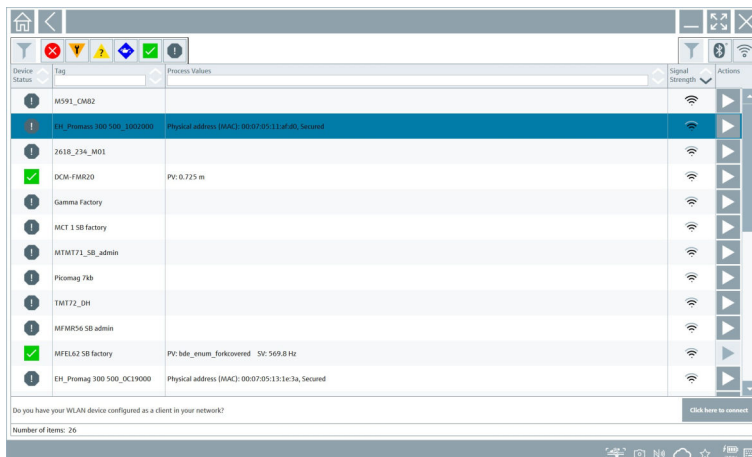 Device Status
Tag
Process Values
Signal Strength
Actions
M591_CM82
EH_Promass 300 500_1002000 Physical address (MAC): 00:07:05:11:af:d0, Secured
2618_234_M01
DCM-FMR20 PV: 0.725 m
Gamma Factory
MCT 1 SB factory
MTMT71_SB_admin
Picomag 7kb
TMT72_DH
MFMR56 SB admin
MFEL62 SB factory PV: bde_enum_forkcovered SV: 569.8 Hz
EH_Promag 300 500_0C19000 Physical address (MAC): 00:07:05:13:1e:3a, Secured
Do you have your WLAN device configured as a client in your network?
Click here to connect
Number of items: 26